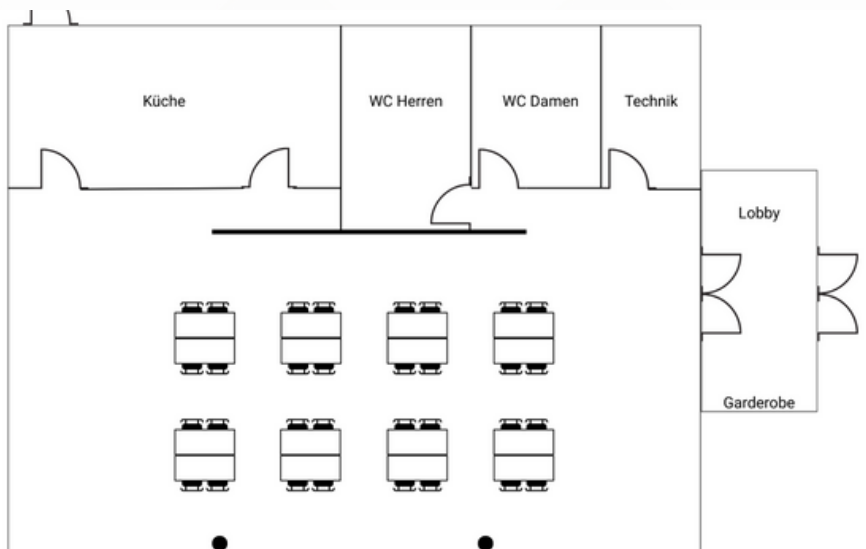 Küche
WC Herren
WC Damen
Technik
Lobby
Garderobe